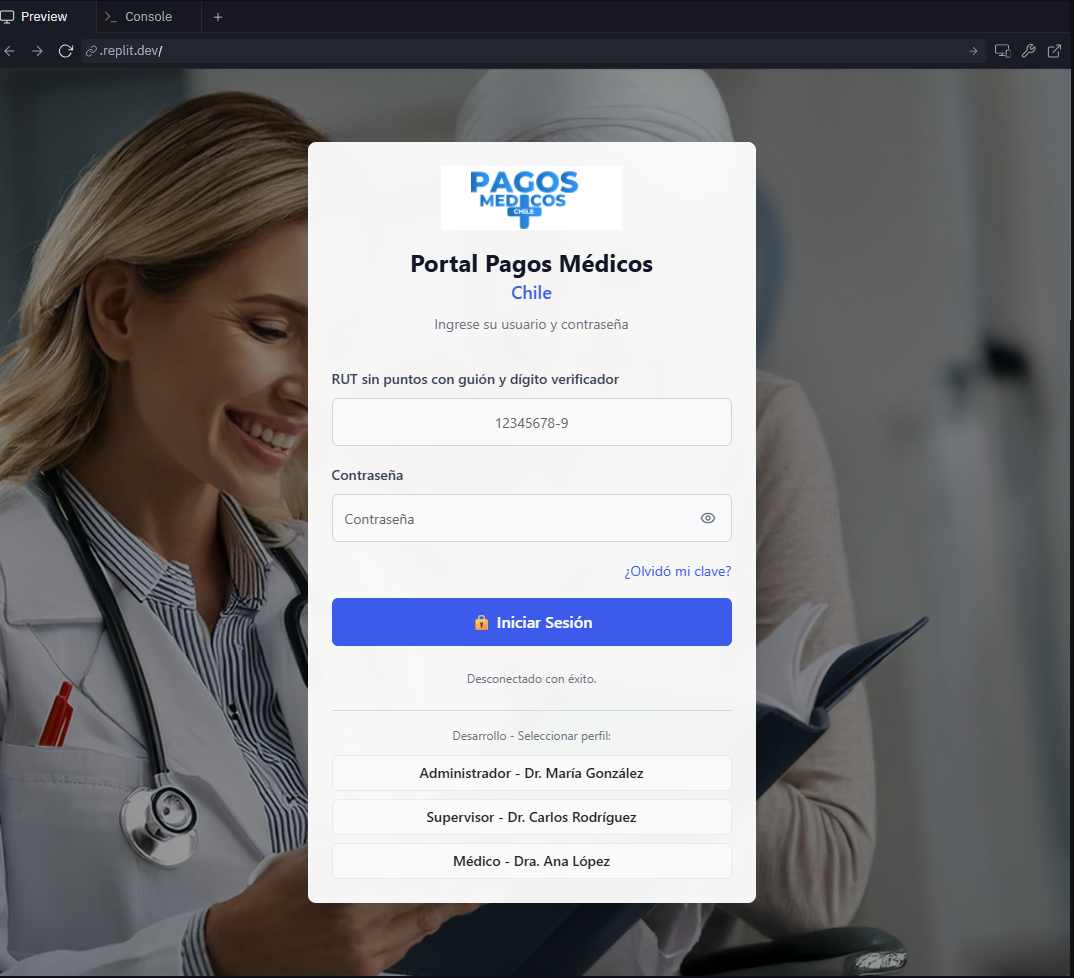 Preview
Console
.replit.dev/
PAGOS
MEDICOS
CHILE
Portal Pagos Médicos
Chile
Ingrese su usuario y contraseña
RUT sin puntos con guión y dígito verificador
12345678-9
Contraseña
Contraseña
¿Olvidó mi clave?
Iniciar Sesión
Desconectado con éxito.
Desarrollo - Seleccionar perfil:
Administrador - Dr. María González
Supervisor - Dr. Carlos Rodríguez
Médico - Dra. Ana López